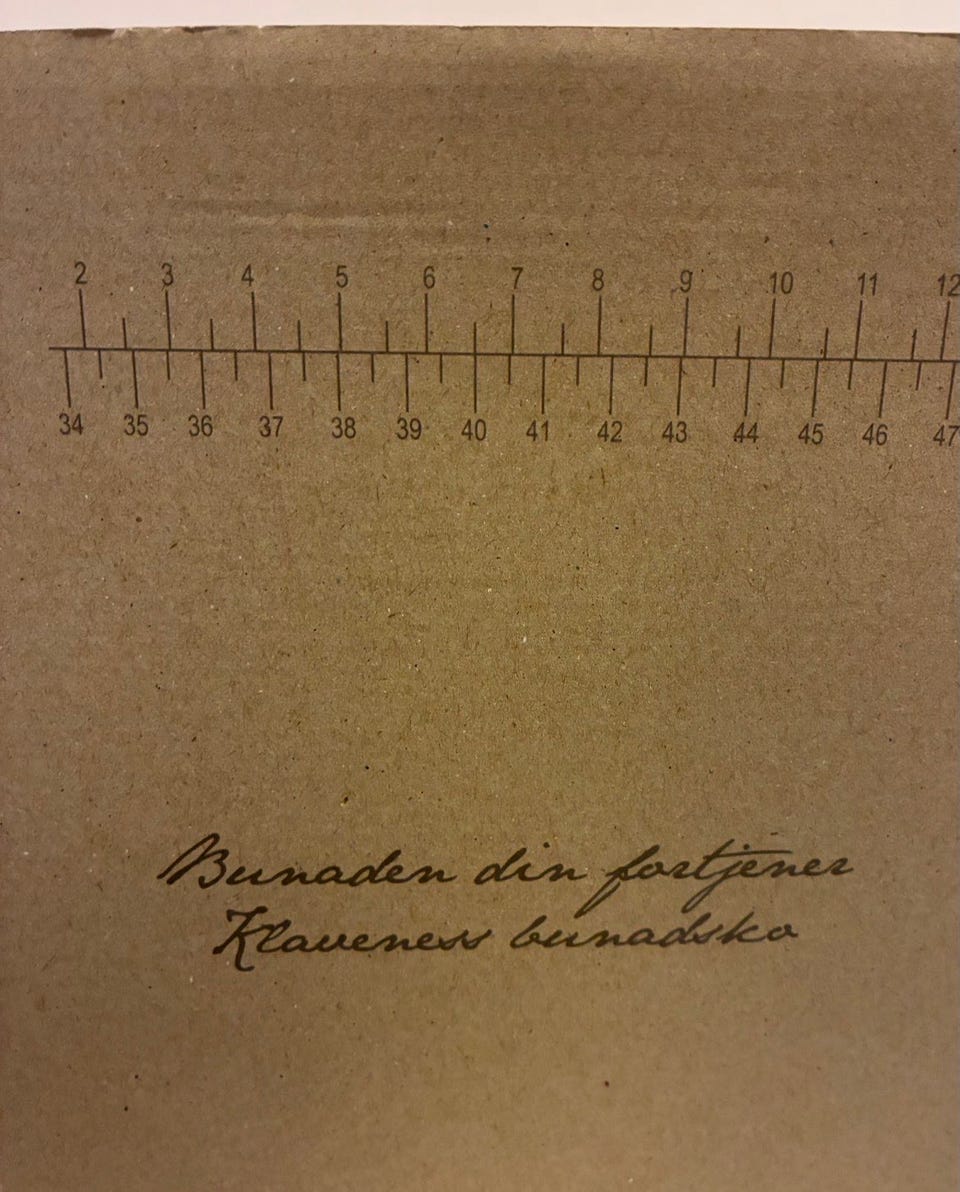 2 3 4 5 6 7 8 9 10 11 12
34 35 36 37 38 39 40 41 42 43 44 45 46 47
Bunaden din fortjener
Klaveness bunadsko